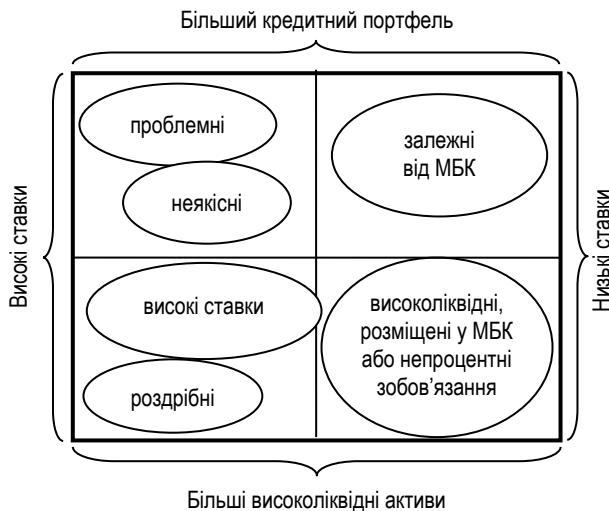 Більший кредитний портфель
Високі ставки
проблемні
неякісні
залежні
від МБК
високі ставки
роздрібні
високоліквідні,
розміщені у МБК
або непроцентні
зобов’язання
Низькі ставки
Більші високоліквідні активи